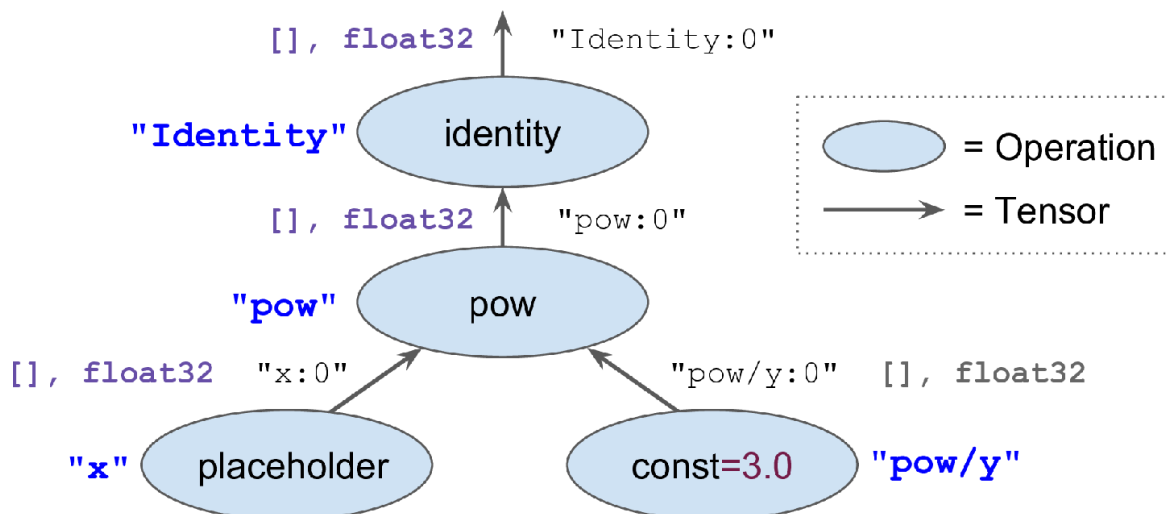 [], float32 "Identity:0"
"Identity" identity
= Operation
= Tensor
[], float32 "pow:0"
"pow" pow
[], float32 "x:0" "pow/y:0" [], float32
"x" placeholder const=3.0 "pow/y"